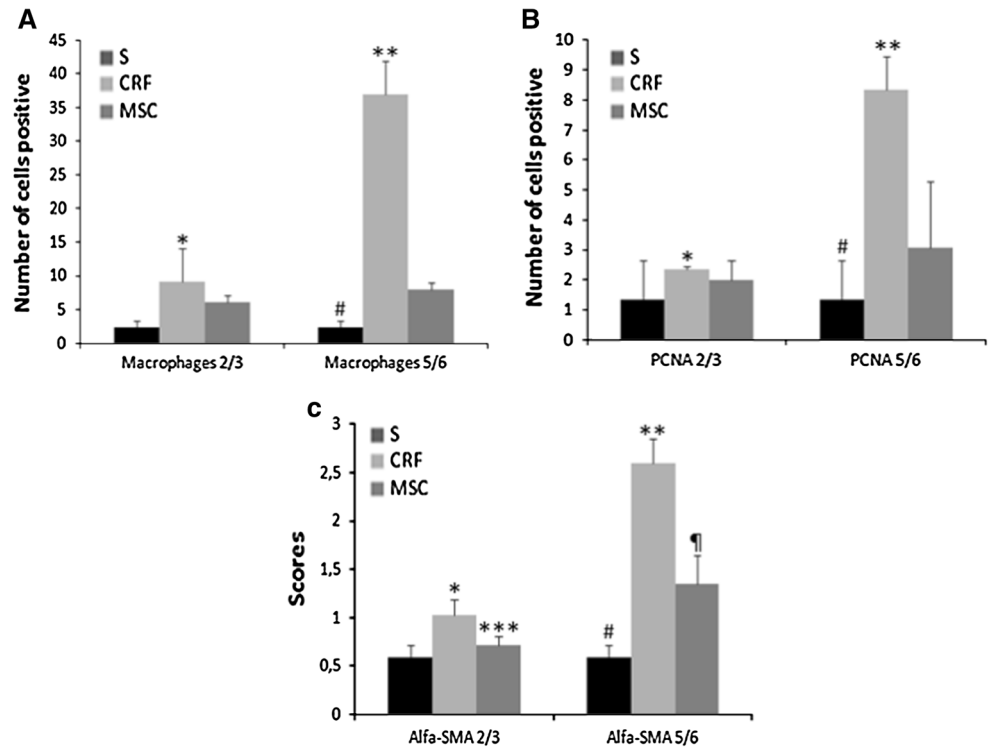 A
Number of cells positive
45
40
35
30
25
20
15
10
5
0
S
CRF
MSC
*
#
**
Macrophages 2/3
Macrophages 5/6
B
Number of cells positive
10
9
8
7
6
5
4
3
2
1
0
S
CRF
MSC
*
#
**
PCNA 2/3
PCNA 5/6
C
Scores
3
2,5
2
1,5
1
0,5
0
S
CRF
MSC
*
***
#
**
¶
Alfa-SMA 2/3
Alfa-SMA 5/6